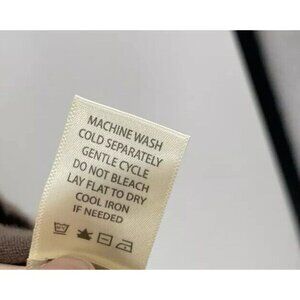 MACHINE WASH
COLD SEPARATELY
GENTLE CYCLE
DO NOT BLEACH
LAY FLAT TO DRY
COOL IRON
IF NEEDED